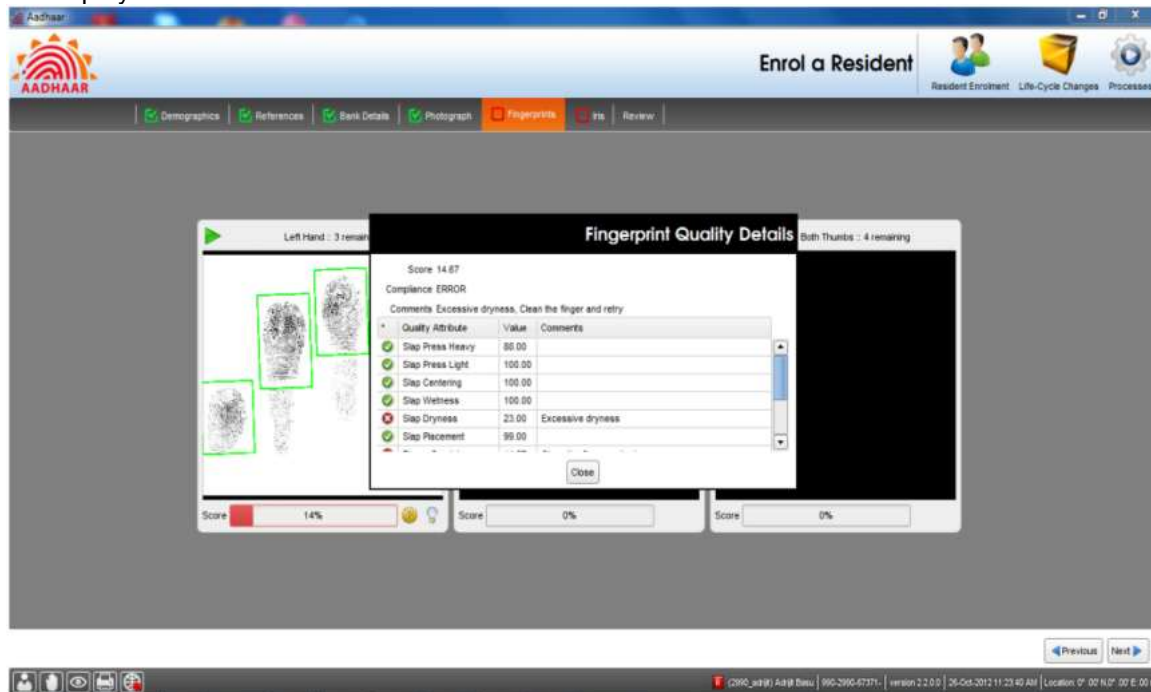 Aadhaar
AADHAAR
Enrol a Resident
Resident Enrolment Life-Cycle Changes Processes
Demographics References Bank Details Photograph Fingerprints Iris Review
Left Hand :: 3 remain
Fingerprint Quality Details
Both Thumbs :: 4 remaining
Score 14.67
Compliance ERROR
Comments Excessive dryness, Clean the finger and retry
* Quality Attribute Value Comments
Slap Press Heavy
Slap Press Light 100.00
Slap Centering 100.00
Slap Wetness 100.00
Slap Dryness 23.00 Excessive dryness
Slap Placement 99.00
Close
Score 14%
Score 0%
Score 0%
Previous Next
Adrijit Basu version 2.2.0.0 26-Oct-2012 11:23:40 AM Location: